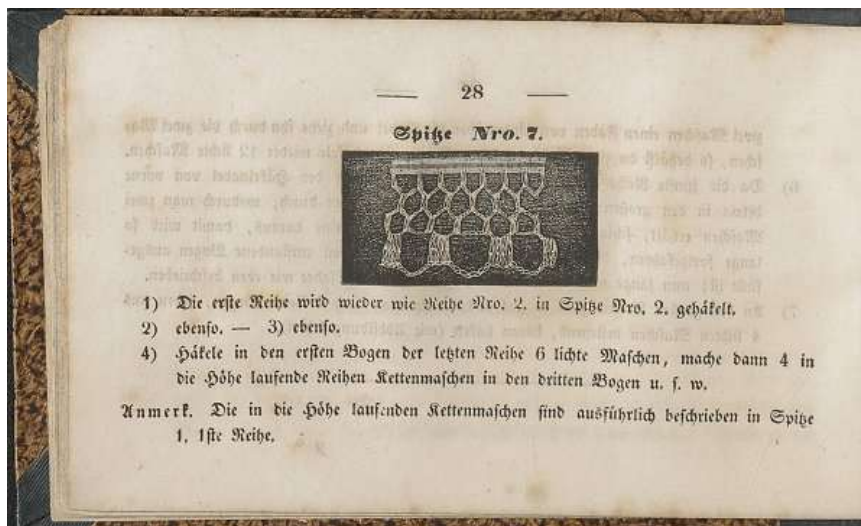 — 28 —
Spitze Nro. 7.
1) Die erste Reihe wird wieder wie Reihe Nro. 2. in Spitze Nro. 2. gehäkelt.
2) ebenso. — 3) ebenso.
4) Häkele in den ersten Bogen der letzten Reihe 6 lichte Maschen, mache dann 4 in
die Höhe laufende Reihen Kettenmaschen in den dritten Bogen u. s. w.
Anmerk. Die in die Höhe laufenden Kettenmaschen sind ausführlich beschrieben in Spitze
1, 1ste Reihe.